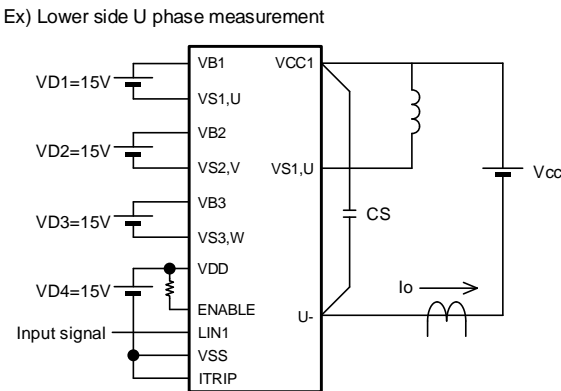 Ex) Lower side U phase measurement
VB1
VCC1
VD1=15V
VS1,U
VB2
VD2=15V
VS2,V
VS1,U
Vcc
VB3
VD3=15V
VS3,W
CS
VDD
VD4=15V
Io
ENABLE
U-
Input signal
LIN1
VSS
ITRIP